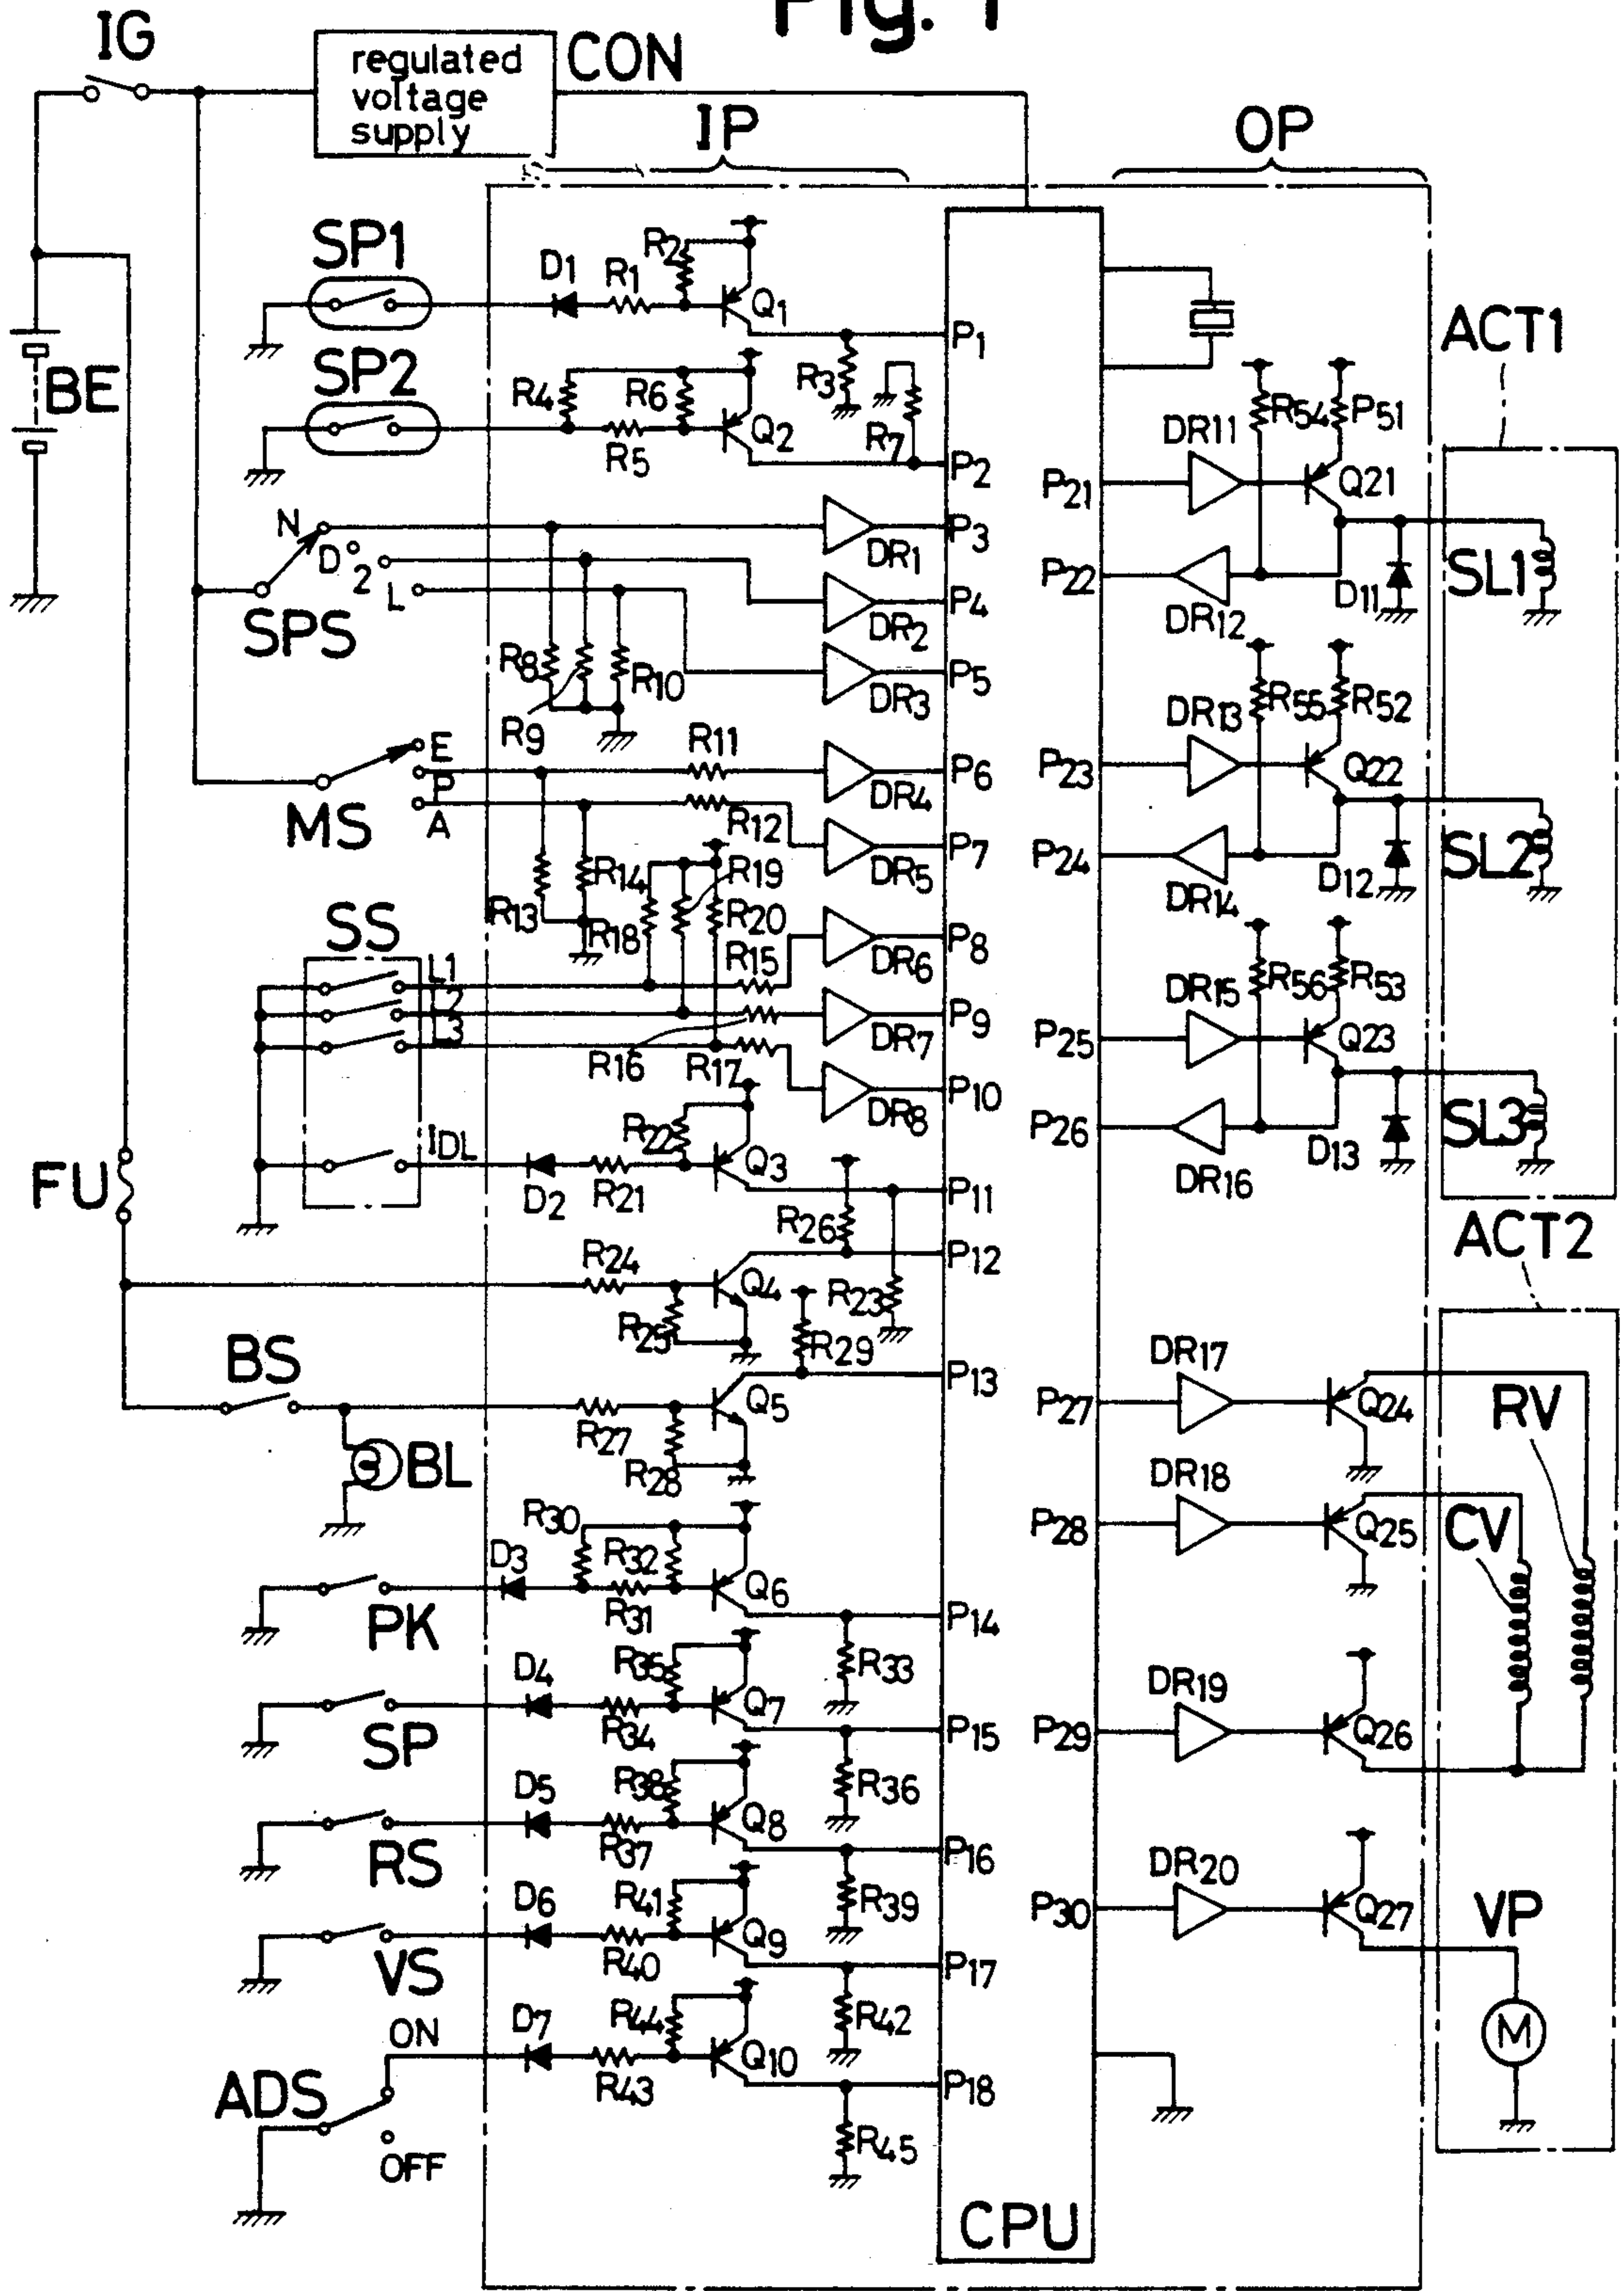 Fig. 1
IG
regulated
voltage
supply
CON
IP
OP
SP1
D1
R1
R2
Q1
R3
P1
BE
SP2
R4
R6
R5
Q2
R7
P2
ACT1
R54
P51
DR11
P21
Q21
N
D
2
L
SPS
DR1
P3
DR2
P4
DR3
P5
R8
R9
R10
P22
DR12
D11
SL1
MS
E
P
A
R11
DR4
P6
R12
DR5
P7
R13
R14
R55
R52
DR13
P23
Q22
P24
DR14
D12
SL2
SS
L1
L2
L3
IDL
R18
R19
R20
R15
DR6
P8
R16
DR7
P9
R17
DR8
P10
R56
R53
DR15
P25
Q23
P26
DR16
D13
SL3
FU
D2
R21
R22
Q3
P11
R26
P12
R24
Q4
R25
R23
R29
P13
BS
BL
R27
R28
Q5
ACT2
DR17
P27
Q24
RV
DR18
P28
Q25
CV
PK
D3
R30
R32
R31
Q6
P14
R33
SP
D4
R35
R34
Q7
P15
R36
DR19
P29
Q26
RS
D5
R38
R37
Q8
P16
R39
VS
D6
R41
R40
Q9
P17
R42
DR20
P30
Q27
VP
M
ADS
ON
OFF
D7
R44
R43
Q10
P18
R45
CPU